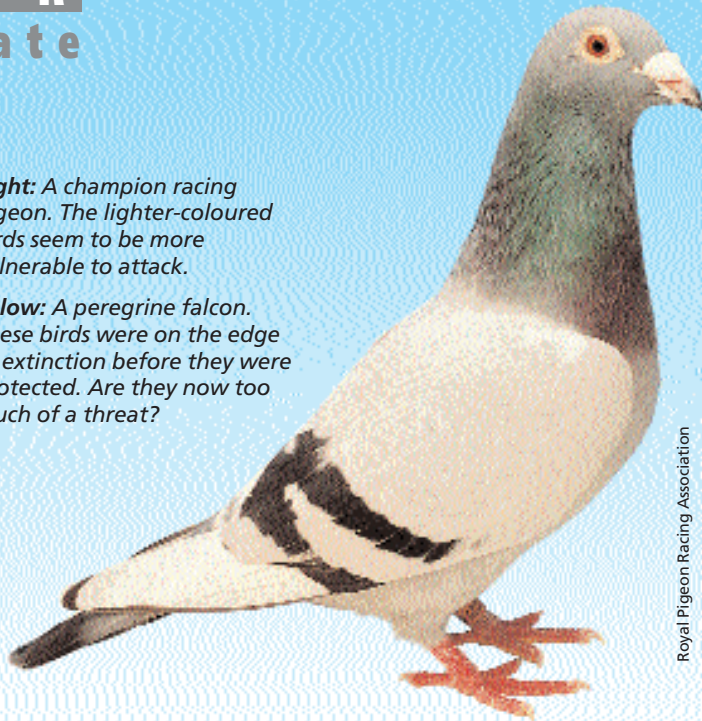 ate
ght: A champion racing
geon. The lighter-coloured
rds seem to be more
lnerable to attack.
low: A peregrine falcon.
ese birds were on the edge
extinction before they were
otected. Are they now too
uch of a threat?
Royal Pigeon Racing Association